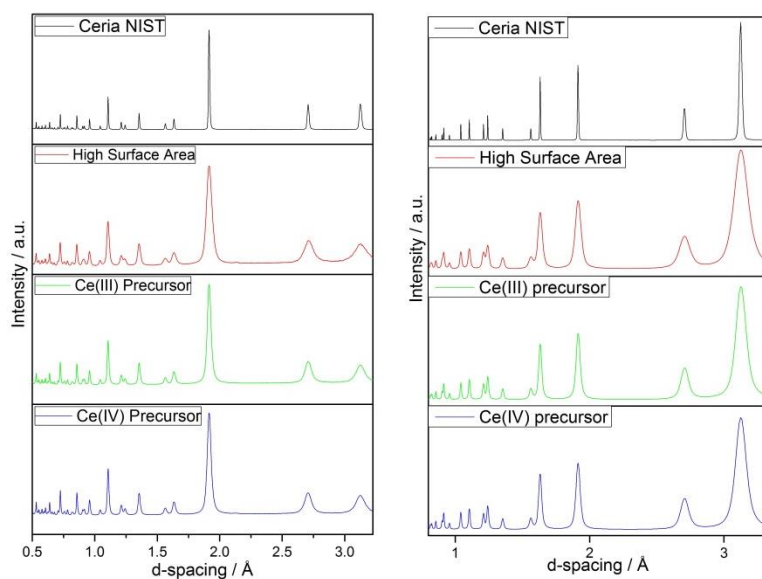 Ceria NIST
High Surface Area
Ce(III) Precursor
Ce(IV) Precursor
Intensity / a.u.
0.5 1.0 1.5 2.0 2.5 3.0
d-spacing / Å
Ceria NIST
High Surface Area
Ce(III) precursor
Ce(IV) precursor
Intensity / a.u.
1 2 3
d-spacing / Å